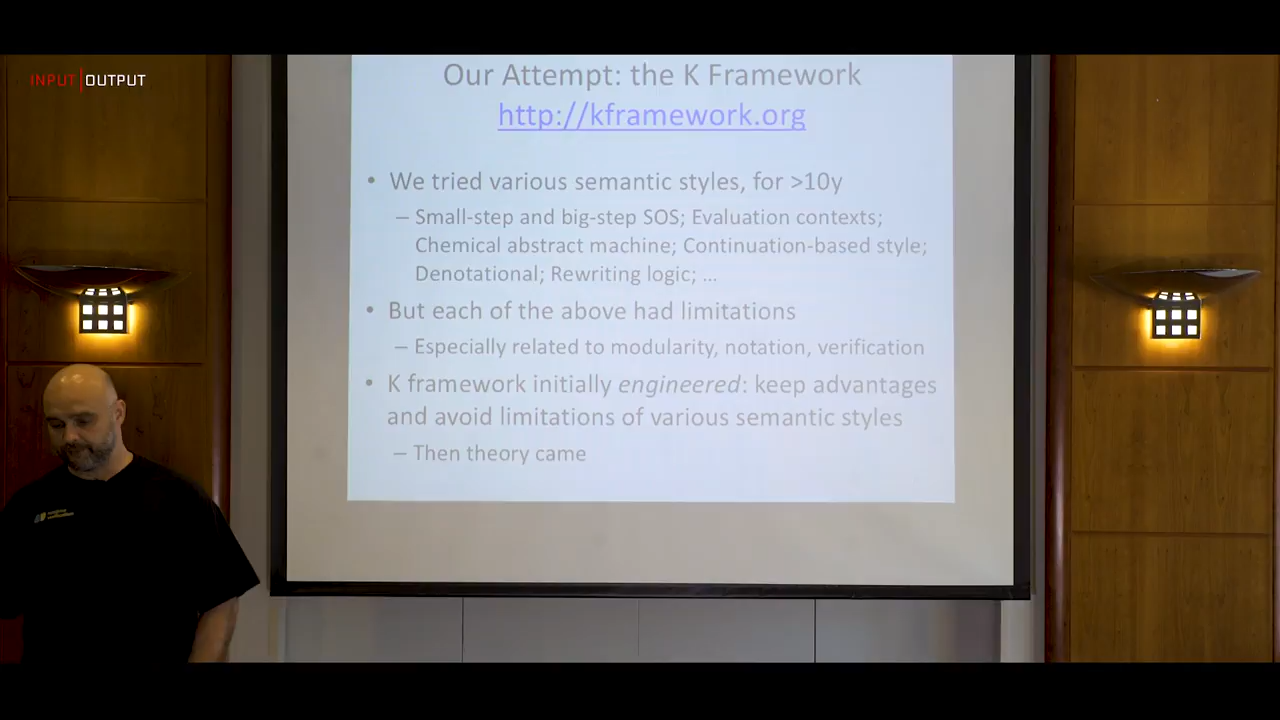 INPUT|OUTPUT
Our Attempt: the K Framework
http://kframework.org
• We tried various semantic styles, for >10y
– Small-step and big-step SOS; Evaluation contexts;
Chemical abstract machine; Continuation-based style;
Denotational; Rewriting logic; ...
• But each of the above had limitations
– Especially related to modularity, notation, verification
• K framework initially engineered: keep advantages
and avoid limitations of various semantic styles
– Then theory came